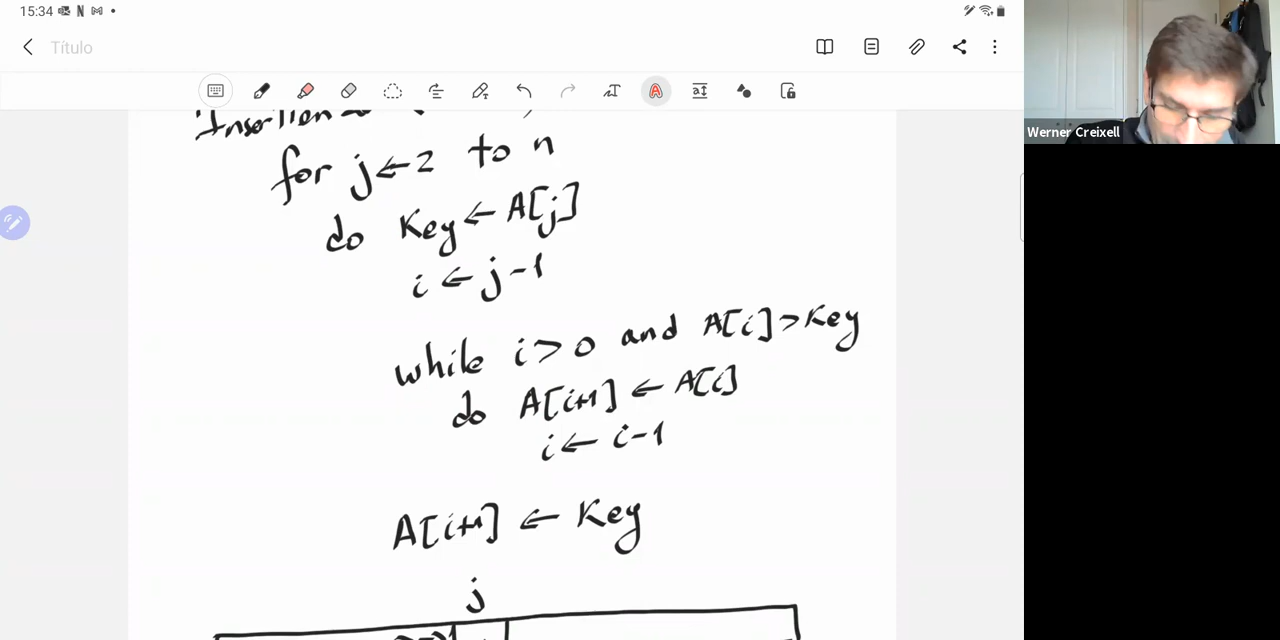 15:34
Título
Werner Creixell
for j ← 2 to n
do Key ← A[j]
i ← j-1
while i > 0 and A[i] > Key
do A[i+1] ← A[i]
i ← i-1
A[i+1] ← Key
j